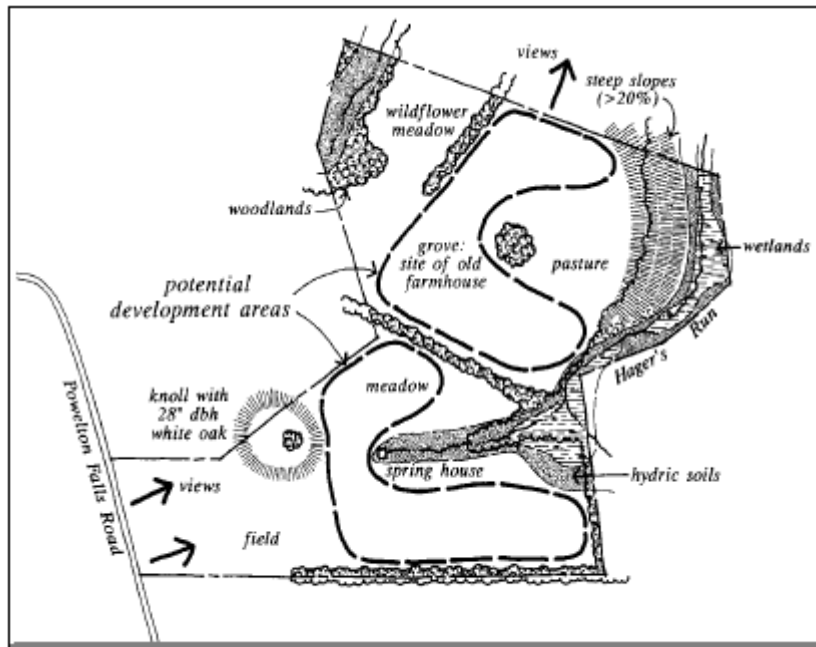 views
steep slopes
(>20%)
wildflower
meadow
woodlands
wetlands
grove:
site of old
farmhouse
pasture
potential
development areas
Hager's
Run
meadow
knoll with
28" dbh
white oak
spring house
hydric soils
views
field
Powelton Falls Road